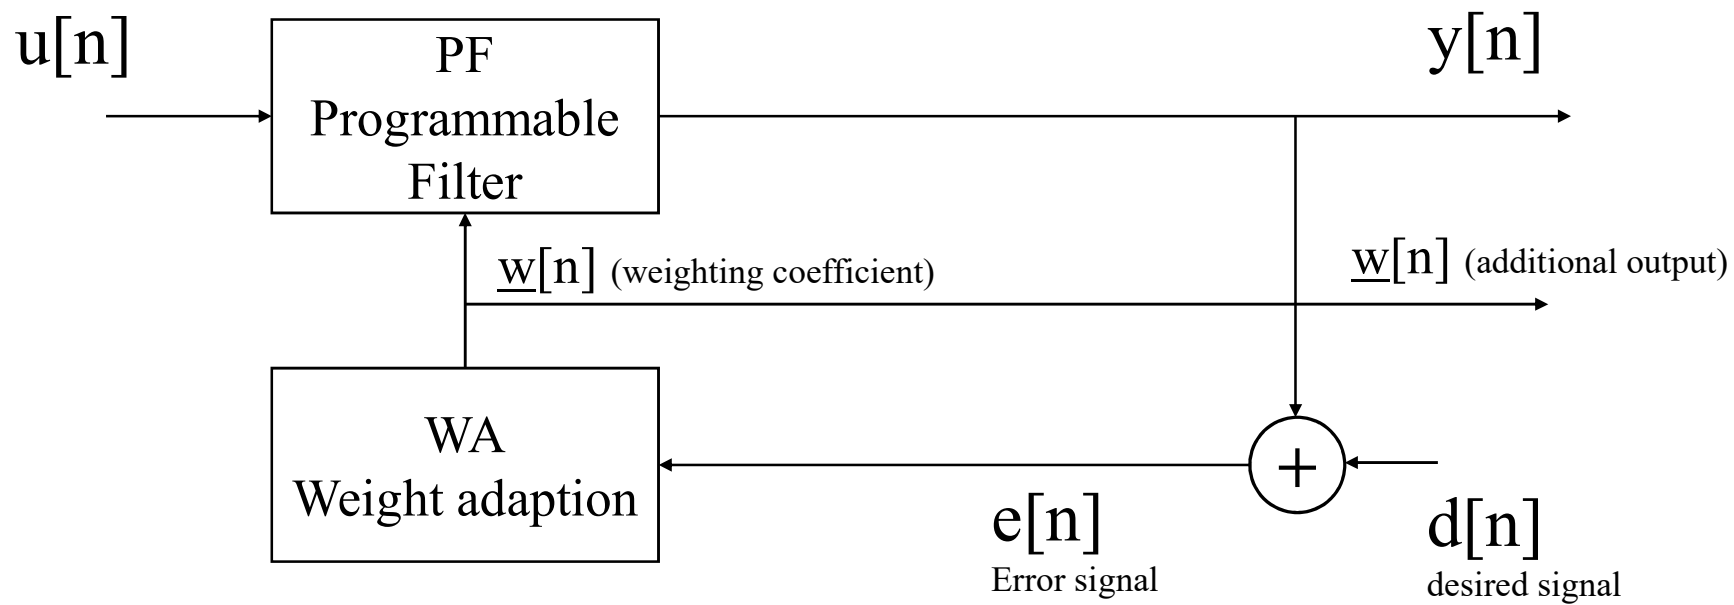 u[n]
PF
Programmable
Filter
y[n]
w[n] (weighting coefficient)
w[n] (additional output)
WA
Weight adaption
+
e[n]
Error signal
d[n]
desired signal